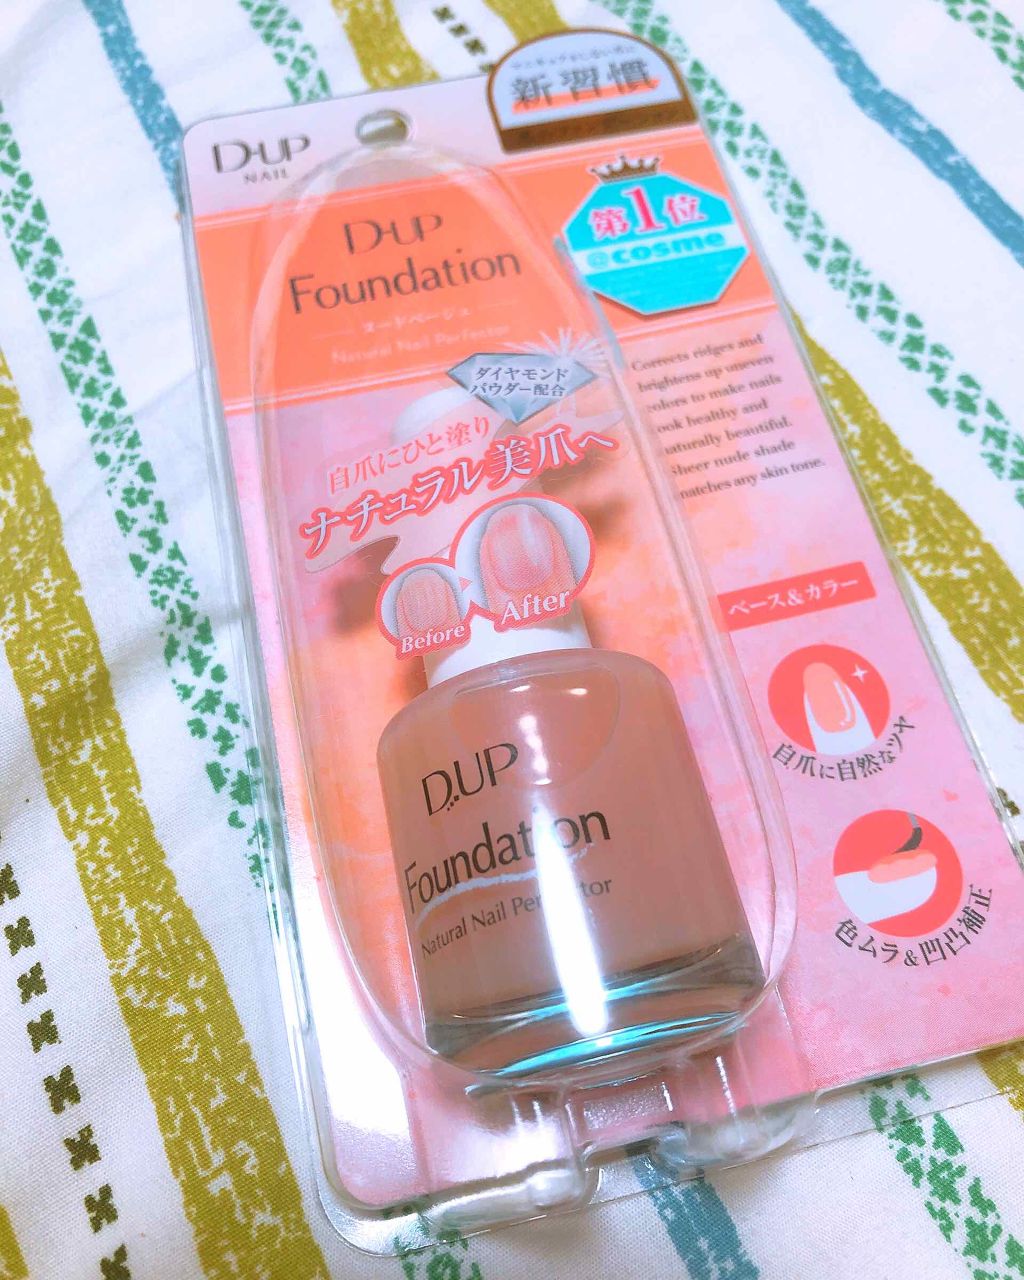 D-UP
NAIL
新習慣
第1位
@cosme
D-UP
Foundation
ヌードベージュ
Natural Nail Perfector
ダイヤモンド
パウダー配合
自爪にひと塗り
ナチュラル美爪へ
Before
After
Corrects ridges and
brightens up uneven
colors to make nails
ook healthy and
naturally beautiful.
Sheer nude shade
matches any skin tone.
ベース&カラー
自爪に自然なツヤ
色ムラ&凹凸補正
D.UP
Foundation
Natural Nail Perfector